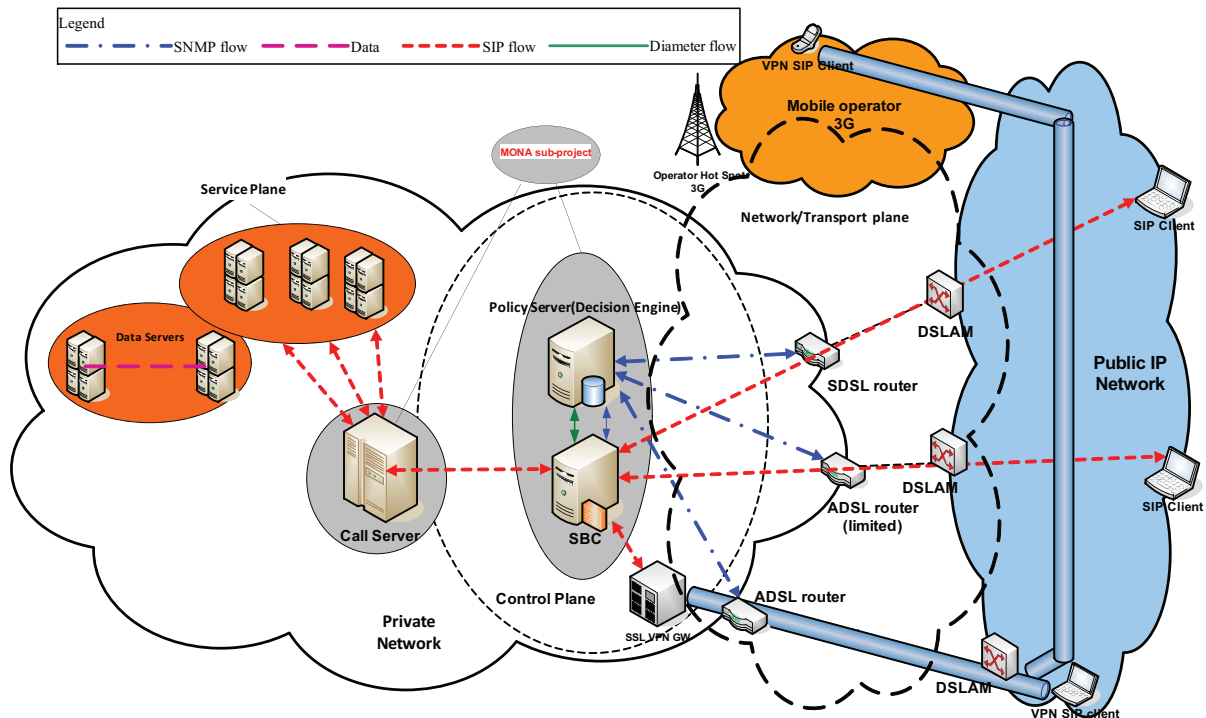 Legend
SNMP flow
Data
SIP flow
Diameter flow
VPN SIP Client
Mobile operator
3G
MONA sub-project
Operator Hot Spot
3G
Service Plane
Network/Transport plane
SIP Client
Policy Server(Decision Engine)
Data Servers
DSLAM
Public IP
Network
SDSL router
DSLAM
ADSL router
(limited)
SIP Client
Call Server
SBC
ADSL router
Control Plane
Private
Network
SSL VPN GW
DSLAM
VPN SIP client